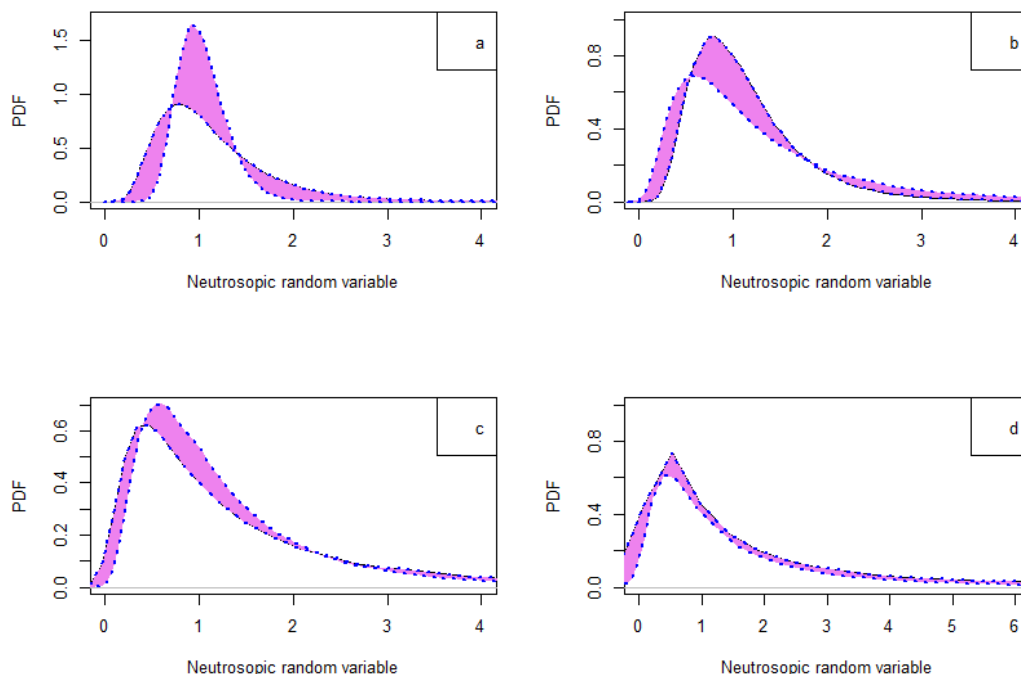 a
PDF
0.0 0.5 1.0 1.5
0 1 2 3 4
Neutrosopic random variable
b
PDF
0.0 0.4 0.8
0 1 2 3 4
Neutrosopic random variable
c
PDF
0.0 0.2 0.4 0.6
0 1 2 3 4
Neutrosopic random variable
d
PDF
0.0 0.4 0.8
0 1 2 3 4 5 6
Neutrosopic random variable